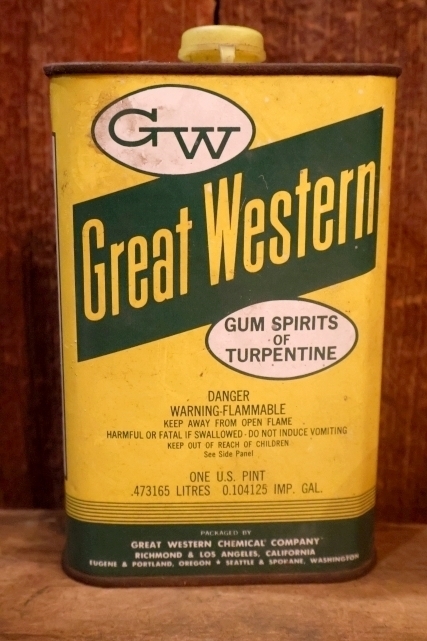 GW
Great Western
GUM SPIRITS
OF
TURPENTINE
DANGER
WARNING-FLAMMABLE
KEEP AWAY FROM OPEN FLAME
HARMFUL OR FATAL IF SWALLOWED-DO NOT INDUCE VOMITING
KEEP OUT OF REACH OF CHILDREN
See Side Panel
ONE U.S. PINT
.473165 LITRES 0.104125 IMP. GAL.
PACKAGED BY
GREAT WESTERN CHEMICAL COMPANY
RICHMOND & LOS ANGELES, CALIFORNIA
EUGENE & PORTLAND, OREGON * SEATTLE & SPOKANE, WASHINGTON